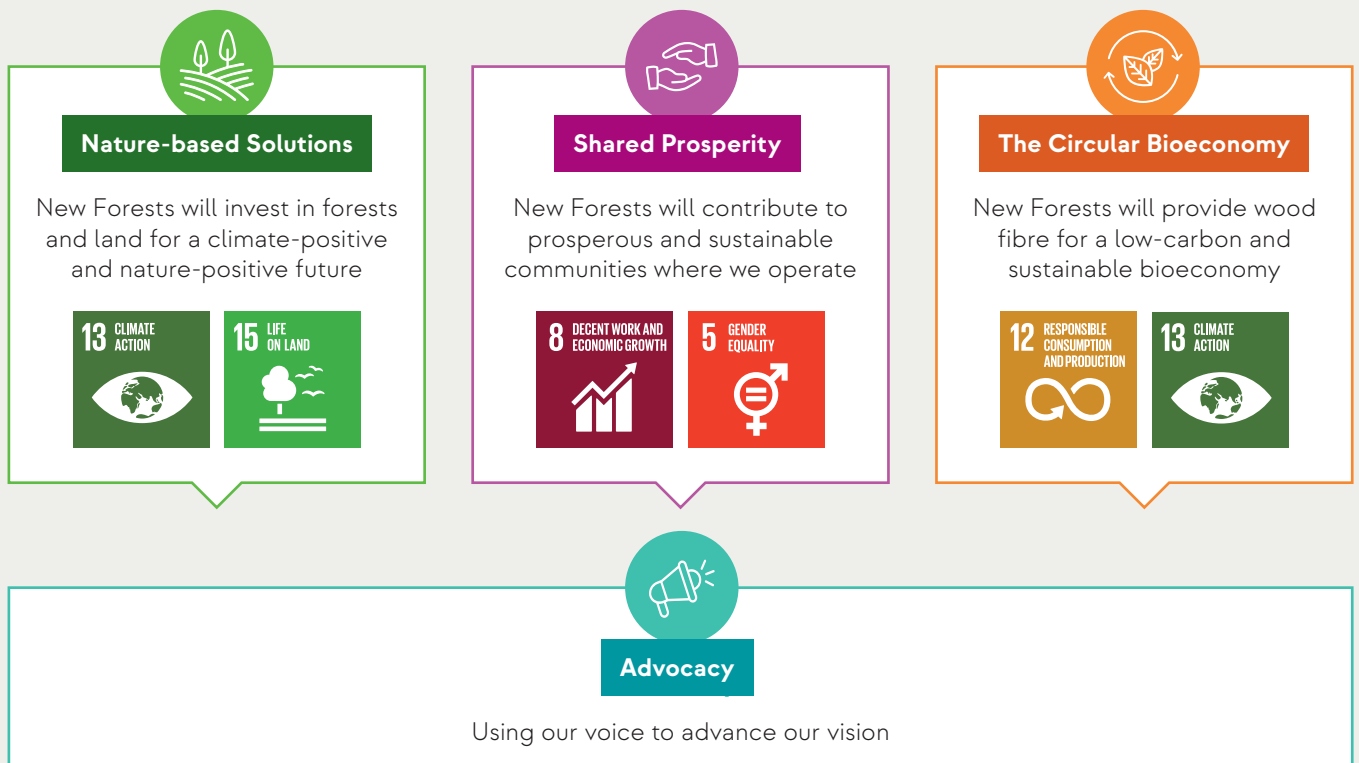 Nature-based Solutions
New Forests will invest in forests
and land for a climate-positive
and nature-positive future
13 CLIMATE
ACTION
15 LIFE
ON LAND
Shared Prosperity
New Forests will contribute to
prosperous and sustainable
communities where we operate
8 DECENT WORK AND
ECONOMIC GROWTH
5 GENDER
EQUALITY
The Circular Bioeconomy
New Forests will provide wood
fibre for a low-carbon and
sustainable bioeconomy
12 RESPONSIBLE
CONSUMPTION
AND PRODUCTION
13 CLIMATE
ACTION
Advocacy
Using our voice to advance our vision